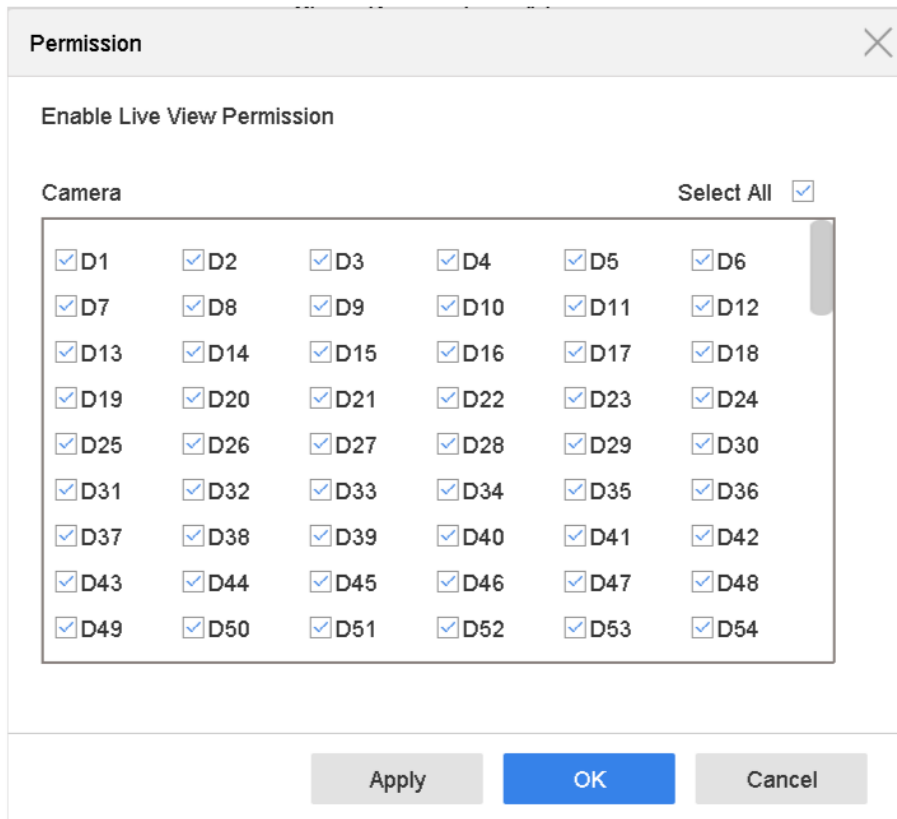 Permission
Enable Live View Permission
Camera Select All
D1 D2 D3 D4 D5 D6
D7 D8 D9 D10 D11 D12
D13 D14 D15 D16 D17 D18
D19 D20 D21 D22 D23 D24
D25 D26 D27 D28 D29 D30
D31 D32 D33 D34 D35 D36
D37 D38 D39 D40 D41 D42
D43 D44 D45 D46 D47 D48
D49 D50 D51 D52 D53 D54
Apply OK Cancel